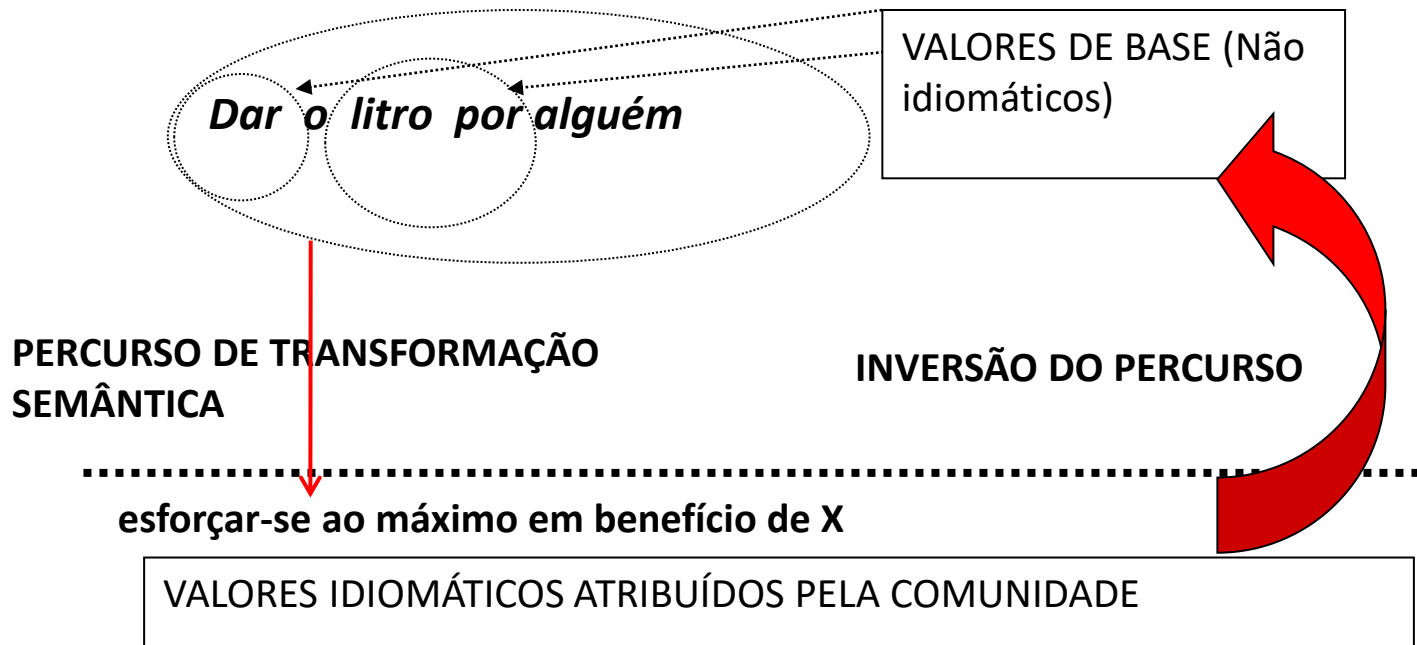 VALORES DE BASE (Não
idiomáticos)
Dar o litro por alguém
PERCURSO DE TRANSFORMAÇÃO
SEMÂNTICA
INVERSÃO DO PERCURSO
esforçar-se ao máximo em benefício de X
VALORES IDIOMÁTICOS ATRIBUÍDOS PELA COMUNIDADE